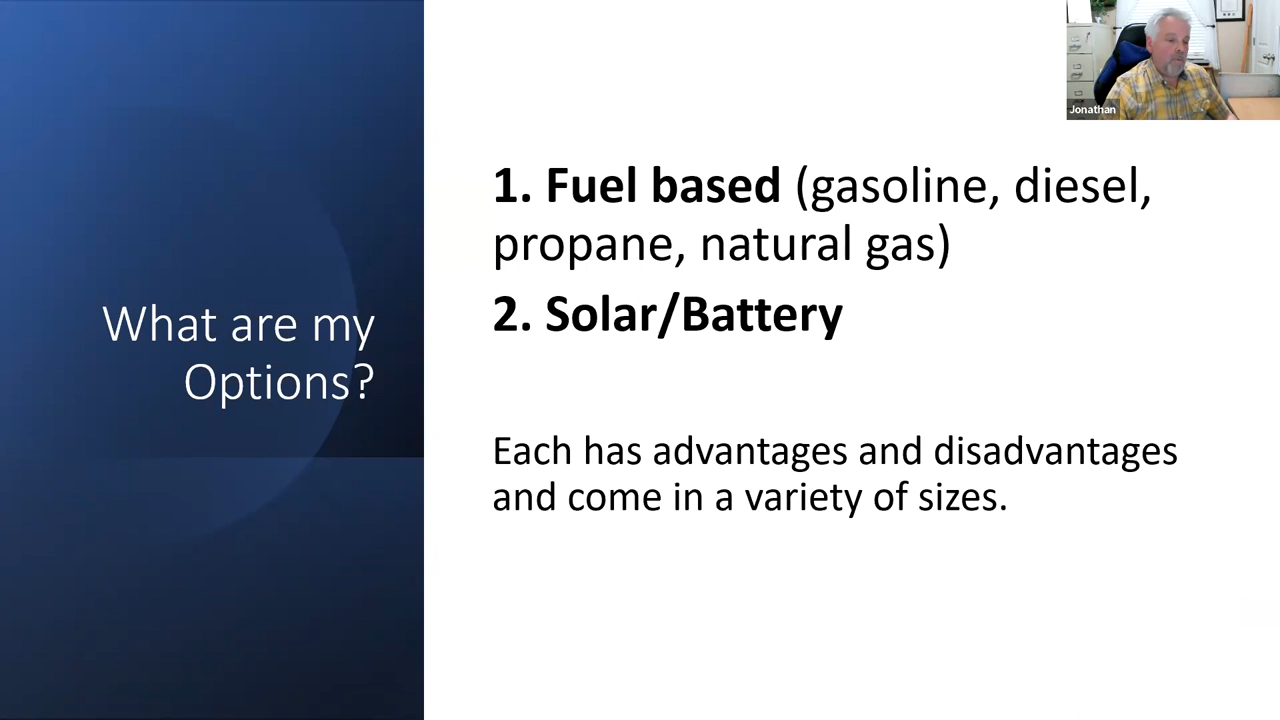 What are my
Options?
1. Fuel based (gasoline, diesel,
propane, natural gas)
2. Solar/Battery
Each has advantages and disadvantages
and come in a variety of sizes.
Jonathan